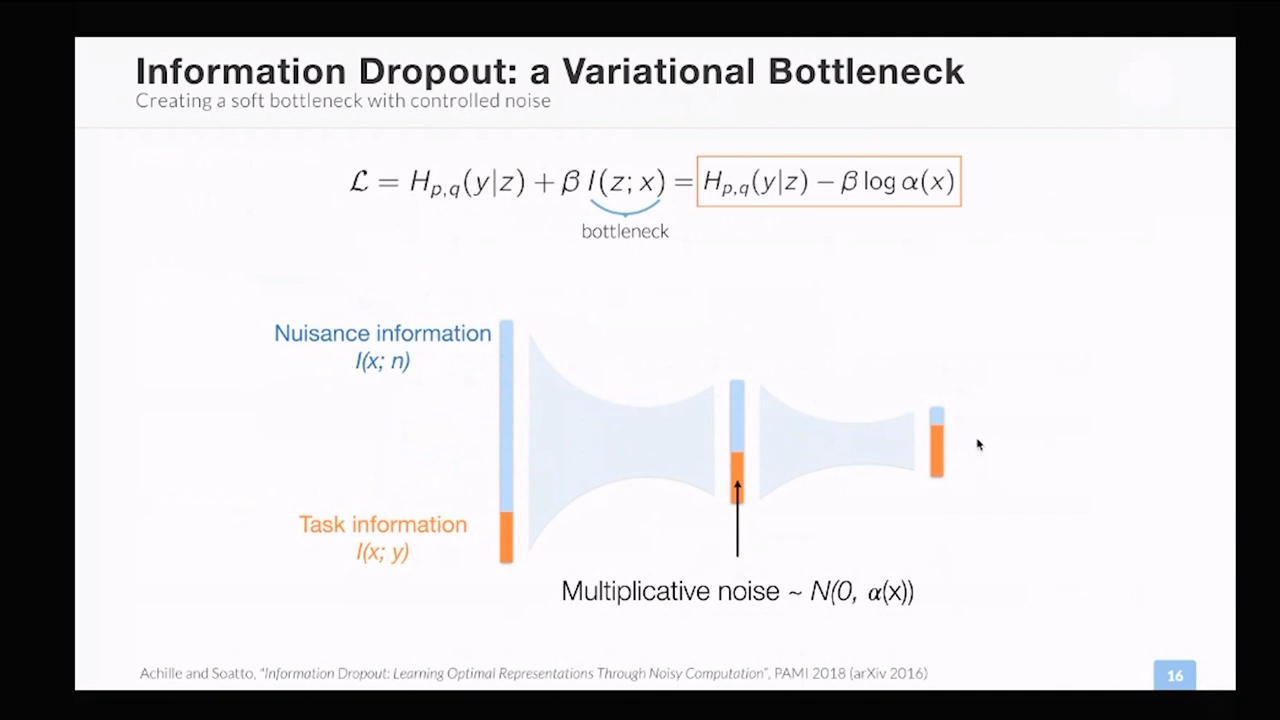 Information Dropout: a Variational Bottleneck
Creating a soft bottleneck with controlled noise
ℒ = H_{p,q}(y|z) + β I(z; x) = H_{p,q}(y|z) − β log α(x)
bottleneck
Nuisance information
I(x; n)
Task information
I(x; y)
Multiplicative noise ~ N(0, α(x))
Achille and Soatto, "Information Dropout: Learning Optimal Representations Through Noisy Computation", PAMI 2018 (arXiv 2016)
16